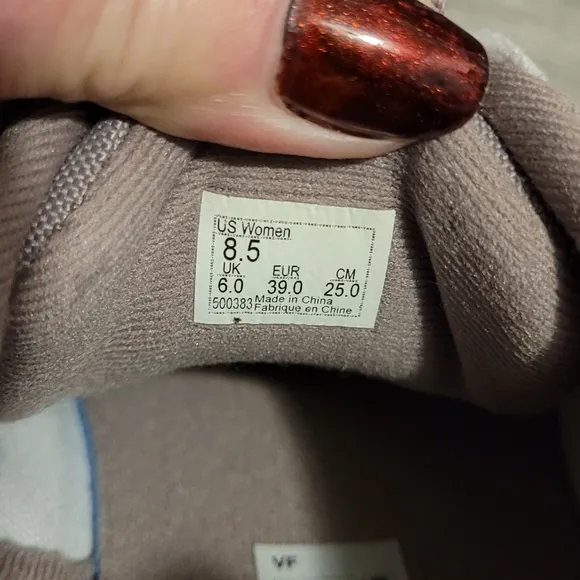 US Women
8.5
UK EUR CM
6.0 39.0 25.0
500383 Made in China
Fabriqué en Chine
VF